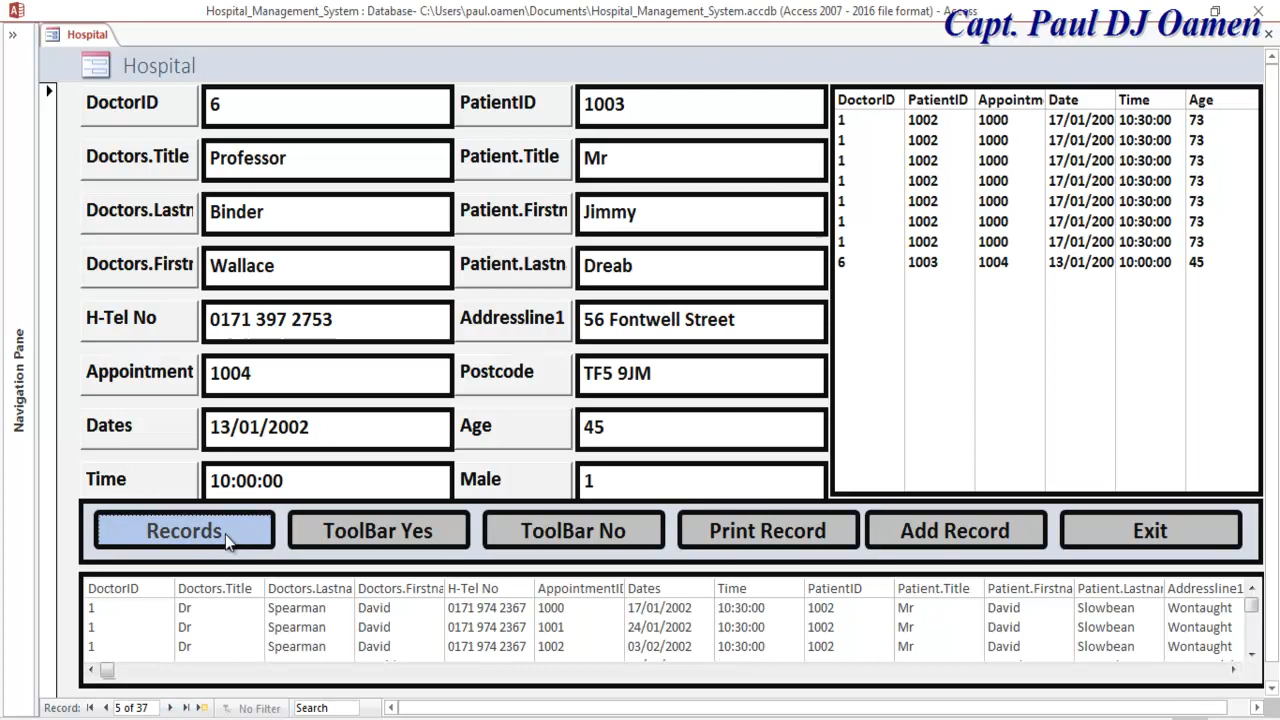 Hospital_Management_System : Database- C:\Users\paul.oamen\Documents\Hospital_Management_System.accdb (Access 2007 - 2016 file format) - Access
Capt. Paul DJ Oamen
Hospital
Hospital
DoctorID 6 PatientID 1003
Doctors.Title Professor Patient.Title Mr
Doctors.Lastn Binder Patient.Firstn Jimmy
Doctors.Firstn Wallace Patient.Lastn Dreab
H-Tel No 0171 397 2753 Addressline1 56 Fontwell Street
Appointment 1004 Postcode TF5 9JM
Dates 13/01/2002 Age 45
Time 10:00:00 Male 1
DoctorID PatientID Appointm Date Time Age
1 1002 1000 17/01/200 10:30:00 73
1 1002 1000 17/01/200 10:30:00 73
1 1002 1000 17/01/200 10:30:00 73
1 1002 1000 17/01/200 10:30:00 73
1 1002 1000 17/01/200 10:30:00 73
1 1002 1000 17/01/200 10:30:00 73
1 1002 1000 17/01/200 10:30:00 73
6 1003 1004 13/01/200 10:00:00 45
Navigation Pane
Records ToolBar Yes ToolBar No Print Record Add Record Exit
DoctorID Doctors.Title Doctors.Lastna Doctors.Firstna H-Tel No AppointmentID Dates Time PatientID Patient.Title Patient.Firstna Patient.Lastnar Addressline1
1 Dr Spearman David 0171 974 2367 1000 17/01/2002 10:30:00 1002 Mr David Slowbean Wontaught
1 Dr Spearman David 0171 974 2367 1001 24/01/2002 10:30:00 1002 Mr David Slowbean Wontaught
1 Dr Spearman David 0171 974 2367 1002 03/02/2002 10:30:00 1002 Mr David Slowbean Wontaught
Record: 5 of 37 No Filter Search